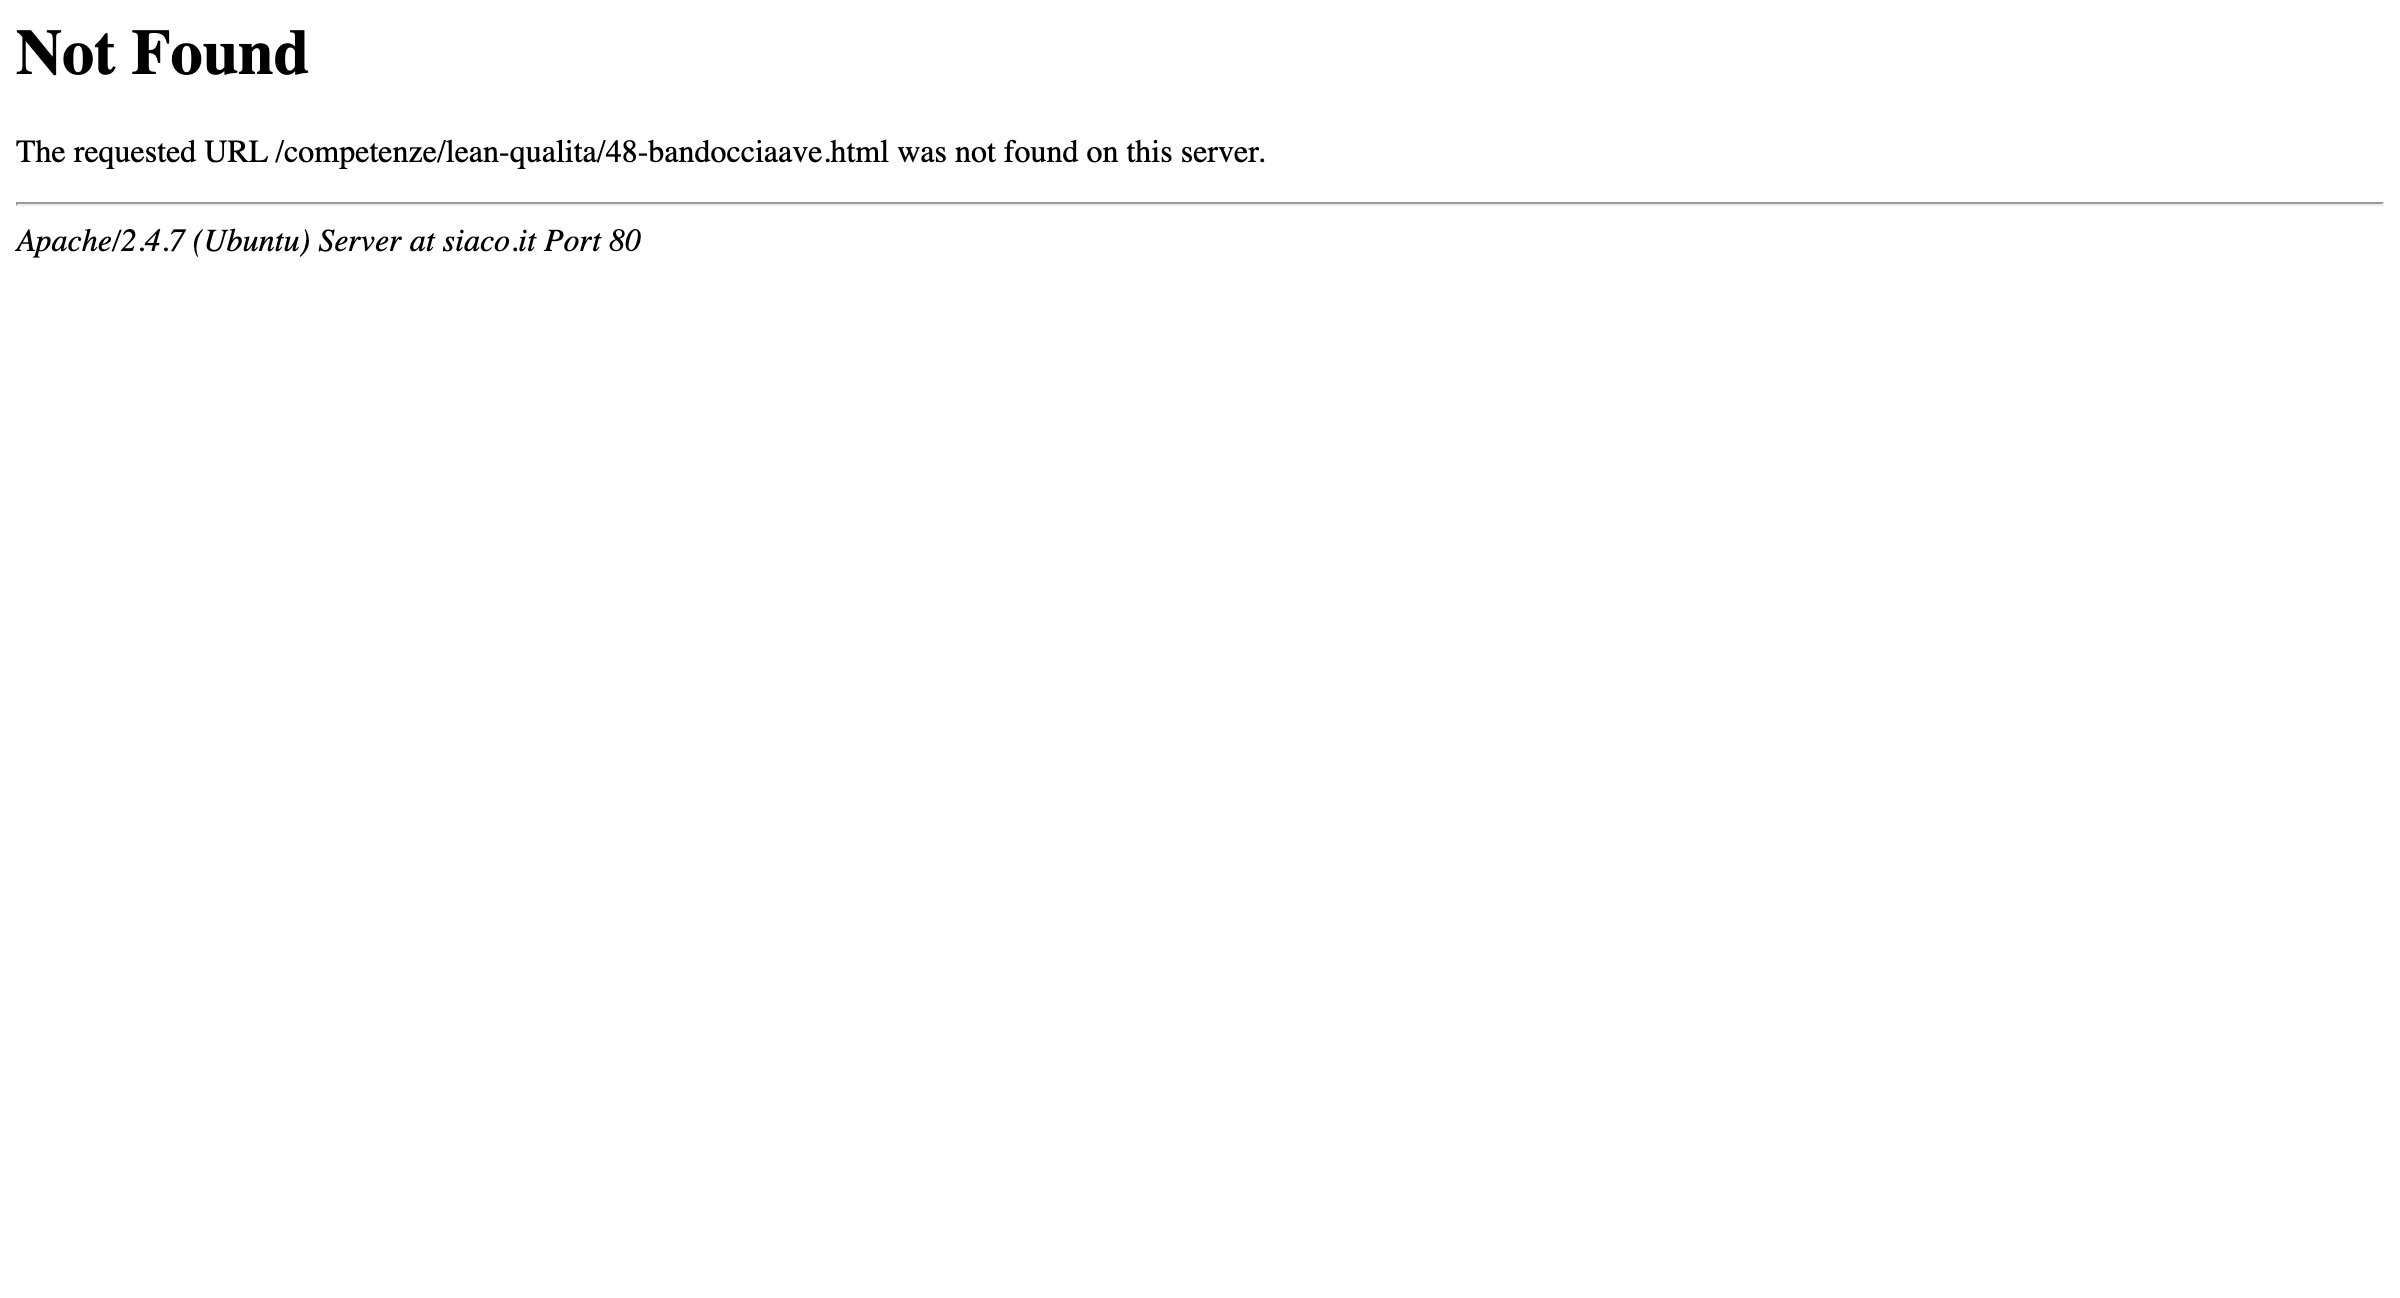 Not Found
The requested URL /competenze/lean-qualita/48-bandocciaave.html was not found on this server.
Apache/2.4.7 (Ubuntu) Server at siaco.it Port 80